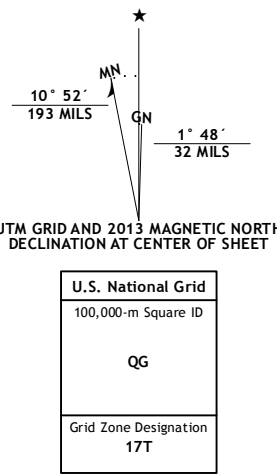 ★
MN
GN
10° 52´
193 MILS
1° 48´
32 MILS
UTM GRID AND 2013 MAGNETIC NORTH
DECLINATION AT CENTER OF SHEET
U.S. National Grid
100,000-m Square ID
QG
Grid Zone Designation
17T